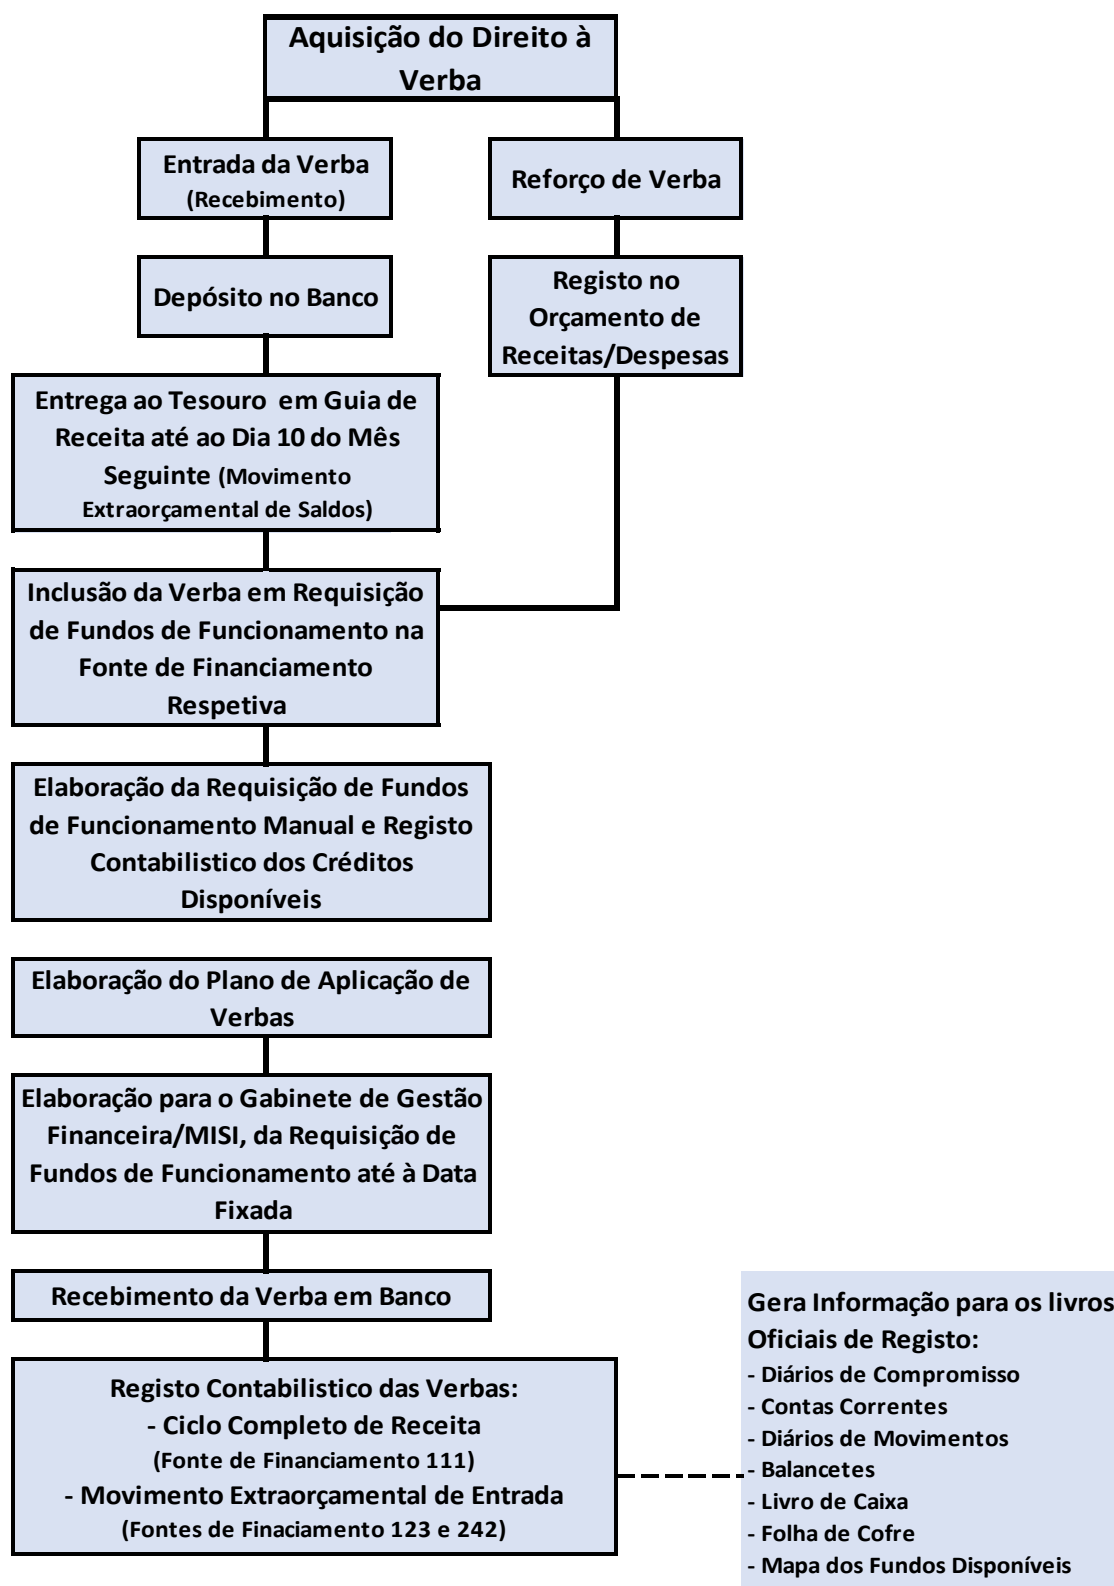 Aquisição do Direito à
Verba
Entrada da Verba
(Recebimento)
Reforço de Verba
Depósito no Banco
Registo no
Orçamento de
Receitas/Despesas
Entrega ao Tesouro em Guia de
Receita até ao Dia 10 do Mês
Seguinte (Movimento
Extraorçamental de Saldos)
Inclusão da Verba em Requisição
de Fundos de Funcionamento na
Fonte de Financiamento
Respetiva
Elaboração da Requisição de Fundos
de Funcionamento Manual e Registo
Contabilistico dos Créditos
Disponíveis
Elaboração do Plano de Aplicação de
Verbas
Elaboração para o Gabinete de Gestão
Financeira/MISI, da Requisição de
Fundos de Funcionamento até à Data
Fixada
Recebimento da Verba em Banco
Registo Contabilistico das Verbas:
- Ciclo Completo de Receita
(Fonte de Financiamento 111)
- Movimento Extraorçamental de Entrada
(Fontes de Finaciamento 123 e 242)
Gera Informação para os livros
Oficiais de Registo:
- Diários de Compromisso
- Contas Correntes
- Diários de Movimentos
- Balancetes
- Livro de Caixa
- Folha de Cofre
- Mapa dos Fundos Disponíveis